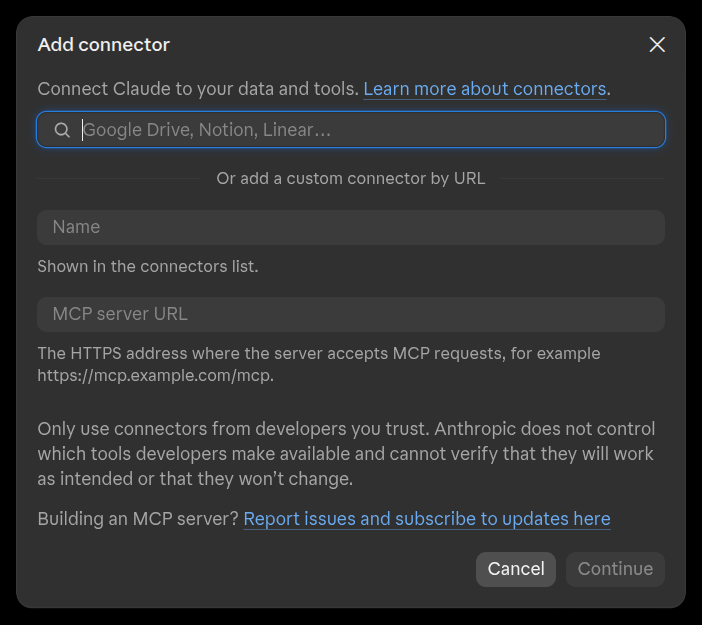 Add connector
Connect Claude to your data and tools. Learn more about connectors.
Google Drive, Notion, Linear...
Or add a custom connector by URL
Name
Shown in the connectors list.
MCP server URL
The HTTPS address where the server accepts MCP requests, for example
https://mcp.example.com/mcp.
Only use connectors from developers you trust. Anthropic does not control
which tools developers make available and cannot verify that they will work
as intended or that they won’t change.
Building an MCP server? Report issues and subscribe to updates here
Cancel
Continue